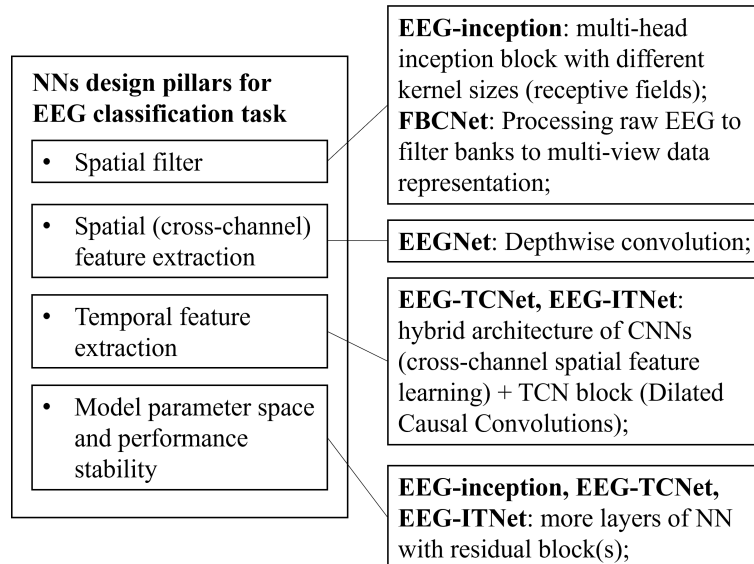 NNs design pillars for
EEG classification task
• Spatial filter
• Spatial (cross-channel)
feature extraction
• Temporal feature
extraction
• Model parameter space
and performance
stability
EEG-inception: multi-head
inception block with different
kernel sizes (receptive fields);
FBCNet: Processing raw EEG to
filter banks to multi-view data
representation;
EEGNet: Depthwise convolution;
EEG-TCNet, EEG-ITNet:
hybrid architecture of CNNs
(cross-channel spatial feature
learning) + TCN block (Dilated
Causal Convolutions);
EEG-inception, EEG-TCNet,
EEG-ITNet: more layers of NN
with residual block(s);